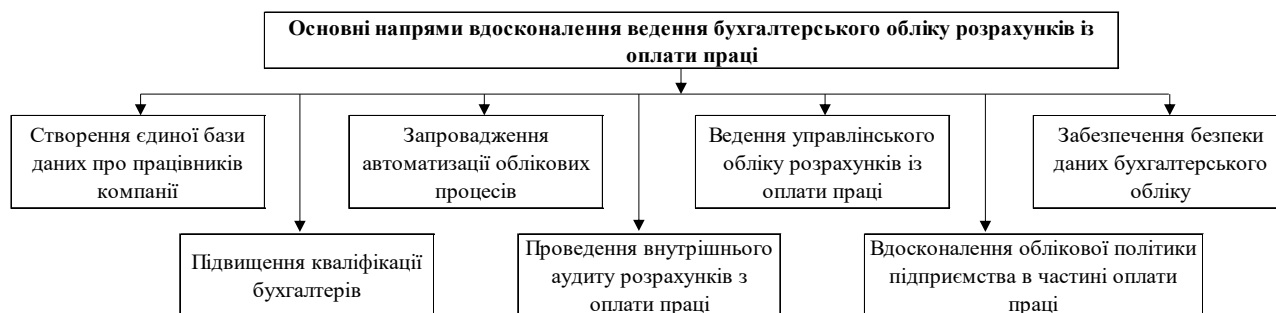 Основні напрями вдосконалення ведення бухгалтерського обліку розрахунків із
оплати праці
Створення єдиної бази
даних про працівників
компанії
Запровадження
автоматизації облікових
процесів
Ведення управлінського
обліку розрахунків із
оплати праці
Забезпечення безпеки
даних бухгалтерського
обліку
Підвищення кваліфікації
бухгалтерів
Проведення внутрішнього
аудиту розрахунків з
оплати праці
Вдосконалення облікової політики
підприємства в частині оплати
праці